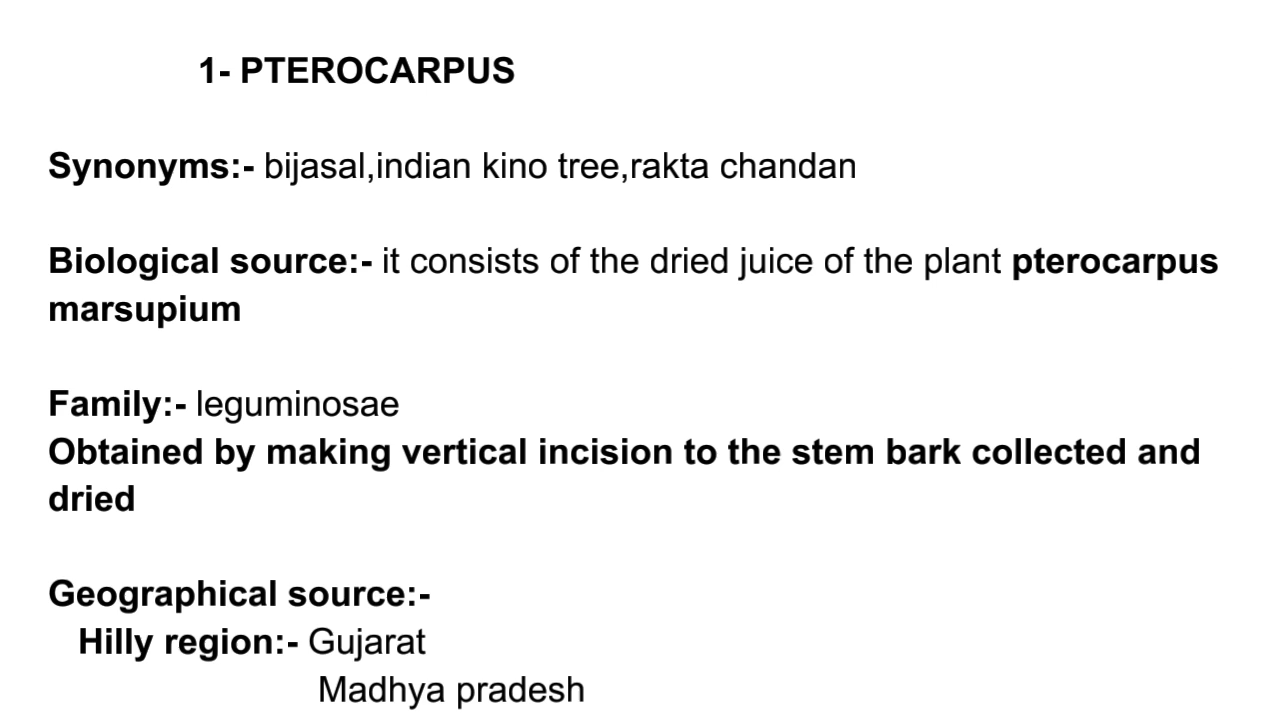 1- PTEROCARPUS
Synonyms:- bijasal,indian kino tree,rakta chandan
Biological source:- it consists of the dried juice of the plant pterocarpus
marsupium
Family:- leguminosae
Obtained by making vertical incision to the stem bark collected and
dried
Geographical source:-
Hilly region:- Gujarat
Madhya pradesh